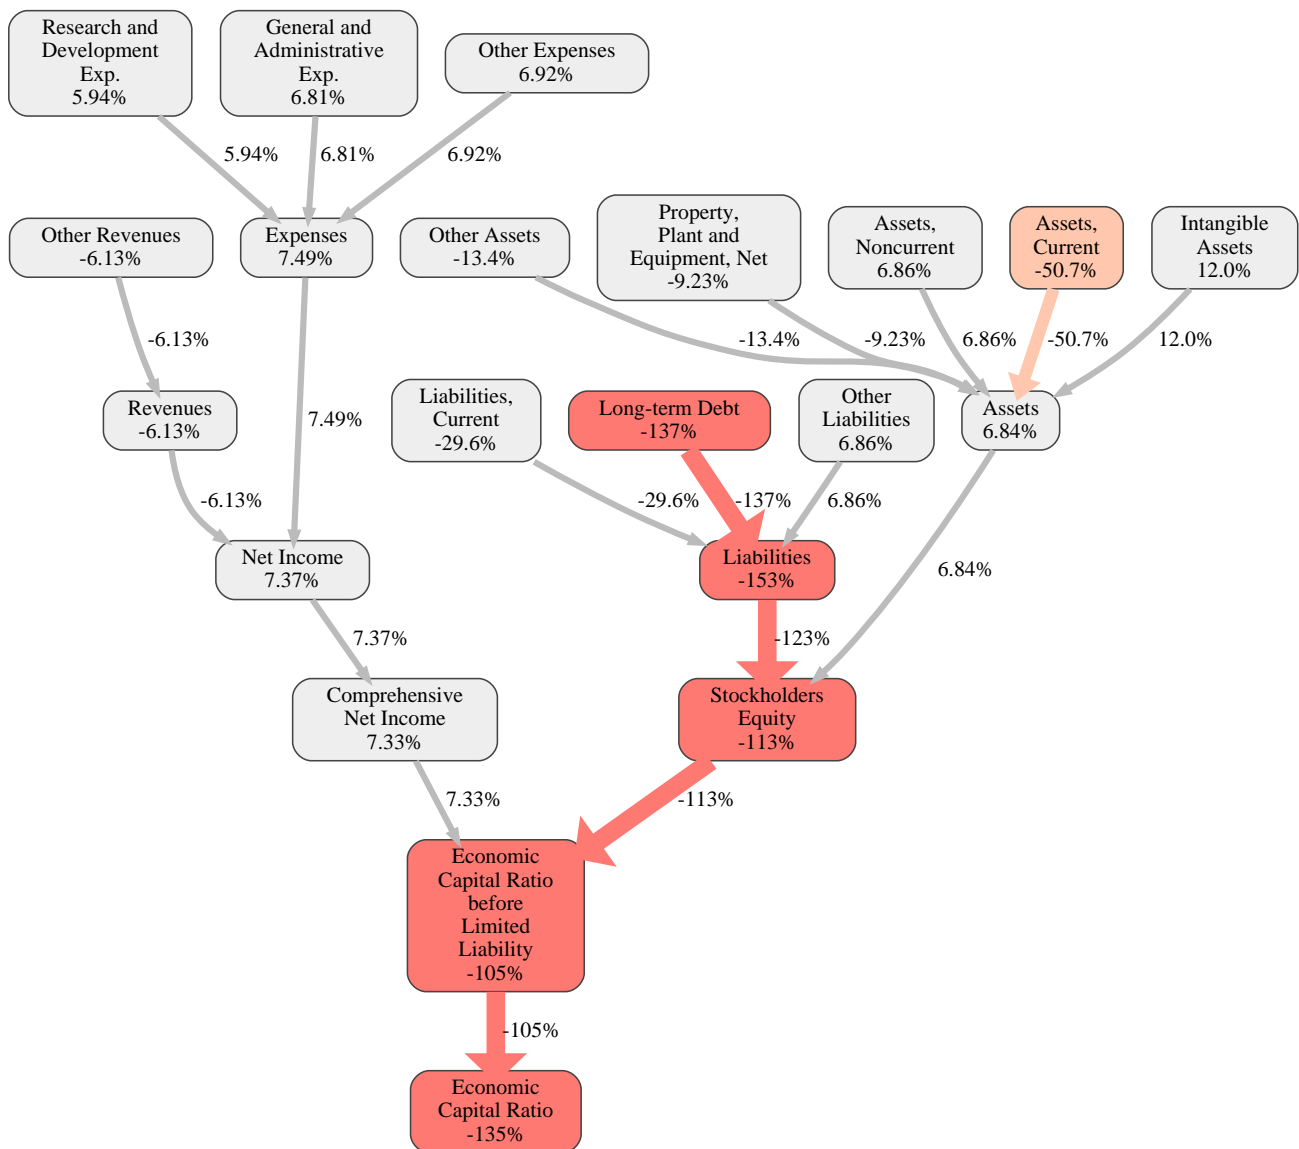 Research and
Development
Exp.
5.94%
General and
Administrative
Exp.
6.81%
Other Expenses
6.92%
5.94%
6.81%
6.92%
Other Revenues
-6.13%
Expenses
7.49%
Other Assets
-13.4%
Property,
Plant and
Equipment, Net
-9.23%
Assets,
Noncurrent
6.86%
Assets,
Current
-50.7%
Intangible
Assets
12.0%
-6.13%
-13.4%
-9.23%
6.86%
-50.7%
12.0%
Revenues
-6.13%
7.49%
Liabilities,
Current
-29.6%
Long-term Debt
-137%
Other
Liabilities
6.86%
Assets
6.84%
-6.13%
-29.6%
-137%
6.86%
Net Income
7.37%
Liabilities
-153%
6.84%
7.37%
-123%
Comprehensive
Net Income
7.33%
Stockholders
Equity
-113%
7.33%
-113%
Economic
Capital Ratio
before
Limited
Liability
-105%
-105%
Economic
Capital Ratio
-135%